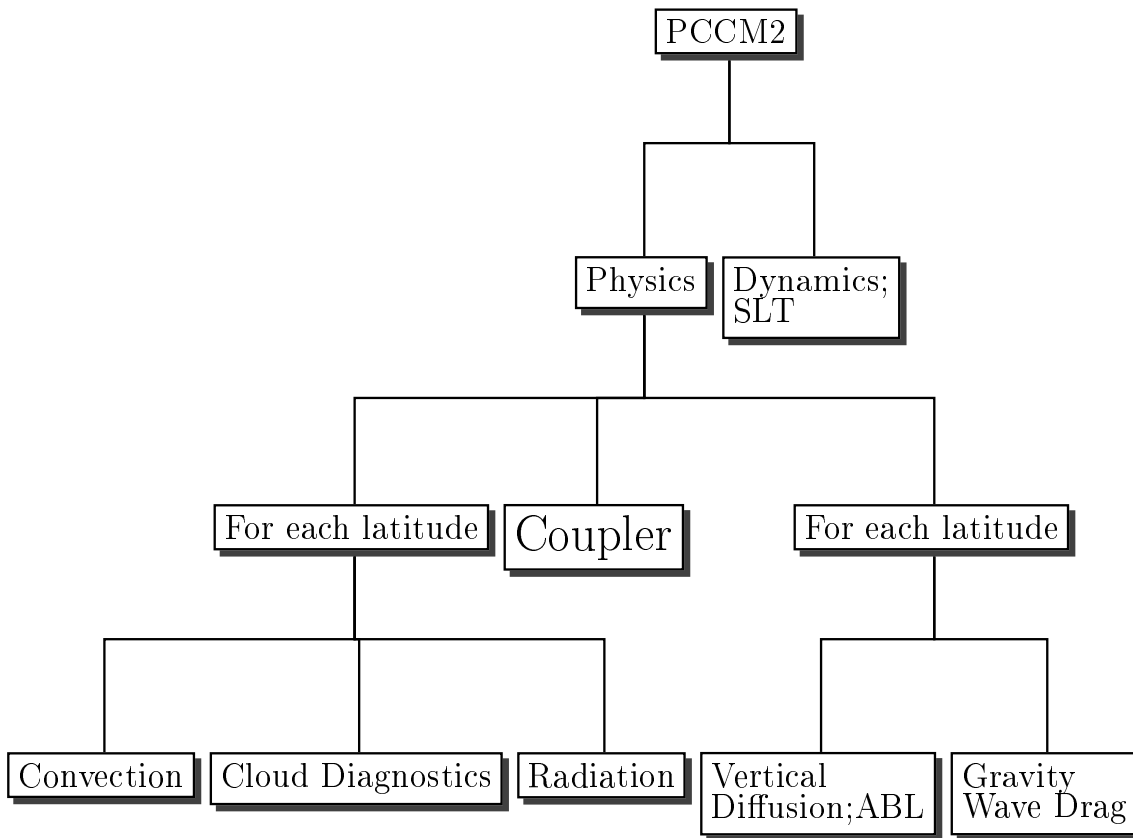 PCCM2
Physics
Dynamics;
SLT
For each latitude
Coupler
For each latitude
Convection
Cloud Diagnostics
Radiation
Vertical
Diffusion;ABL
Gravity
Wave Drag